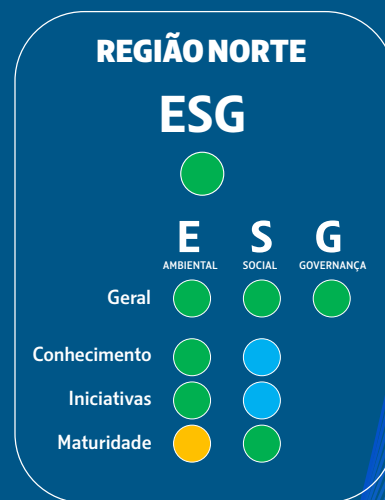 REGIÃO NORTE
ESG
E S G
AMBIENTAL SOCIAL GOVERNANÇA
Geral
Conhecimento
Iniciativas
Maturidade